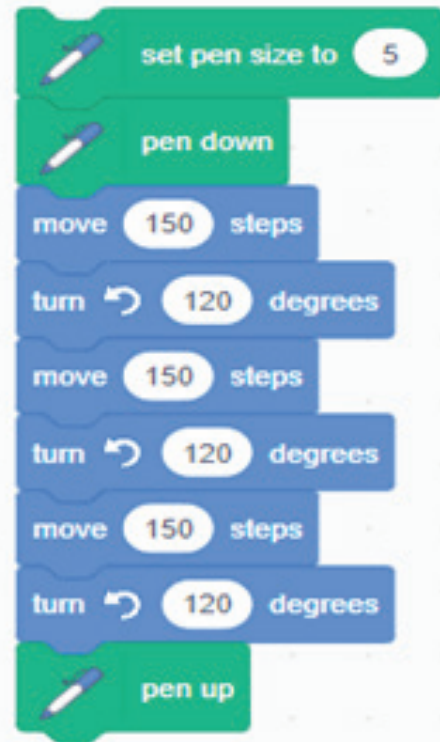 set pen size to 5
pen down
move 150 steps
turn 120 degrees
move 150 steps
turn 120 degrees
move 150 steps
turn 120 degrees
pen up